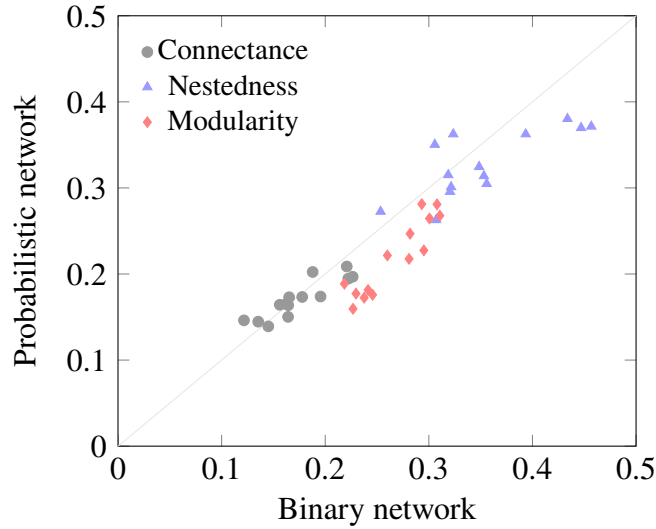 0.5
0.4
0.3
0.2
0.1
0
Probabilistic network
Connectance
Nestedness
Modularity
0
0.1
0.2
0.3
0.4
0.5
Binary network